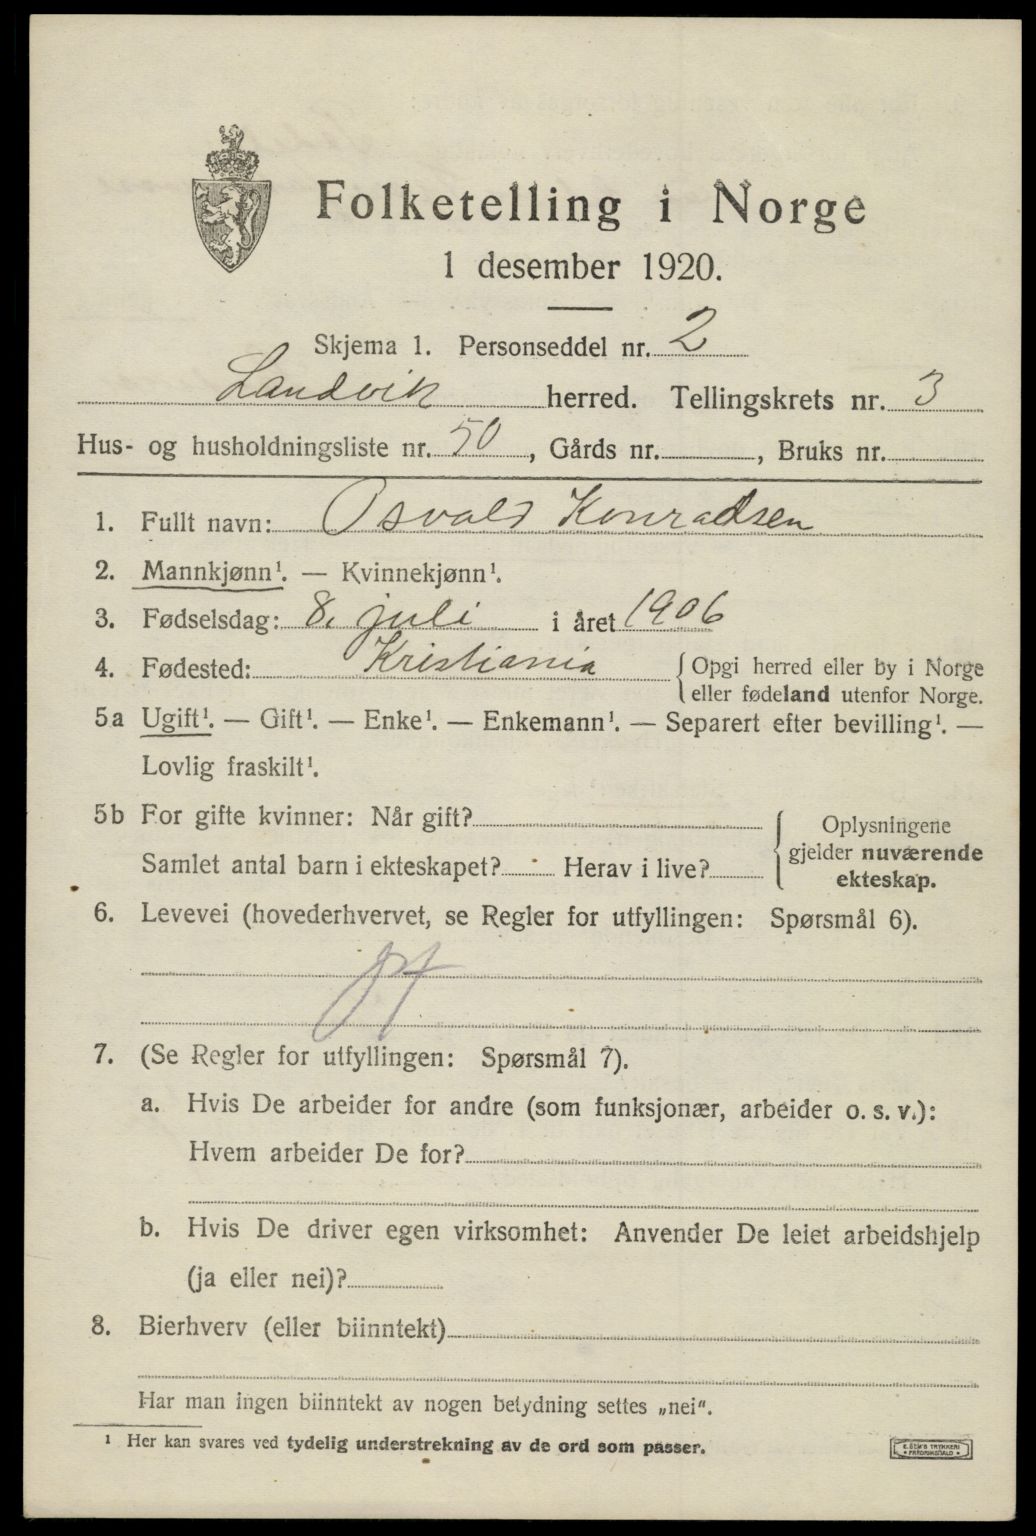 Folketelling i Norge
1 desember 1920.
Skjema 1. Personseddel nr. 2
Landvik herred. Tellingskrets nr. 3
Hus- og husholdningsliste nr. 50, Gårds nr. , Bruks nr.
1. Fullt navn: Osvald Konradsen
2. Mannkjønn¹. — Kvinnekjønn¹.
3. Fødselsdag: 8. juli i året 1906
4. Fødested: Kristiania { Opgi herred eller by i Norge
eller fødeland utenfor Norge.
5a Ugift¹. — Gift¹. — Enke¹. — Enkemann¹. — Separert efter bevilling¹. —
Lovlig fraskilt¹.
5b For gifte kvinner: Når gift?
Samlet antal barn i ekteskapet? Herav i live?
Oplysningene
gjelder nuværende
ekteskap.
6. Levevei (hovederhvervet, se Regler for utfyllingen: Spørsmål 6).
7. (Se Regler for utfyllingen: Spørsmål 7).
a. Hvis De arbeider for andre (som funksjonær, arbeider o. s. v.):
Hvem arbeider De for?
b. Hvis De driver egen virksomhet: Anvender De leiet arbeidshjelp
(ja eller nei)?
8. Bierhverv (eller biinntekt)
Har man ingen biinntekt av nogen betydning settes „nei".
¹ Her kan svares ved tydelig understrekning av de ord som passer.
E. SEM'S TRYKKERI
FREDRIKSHALD